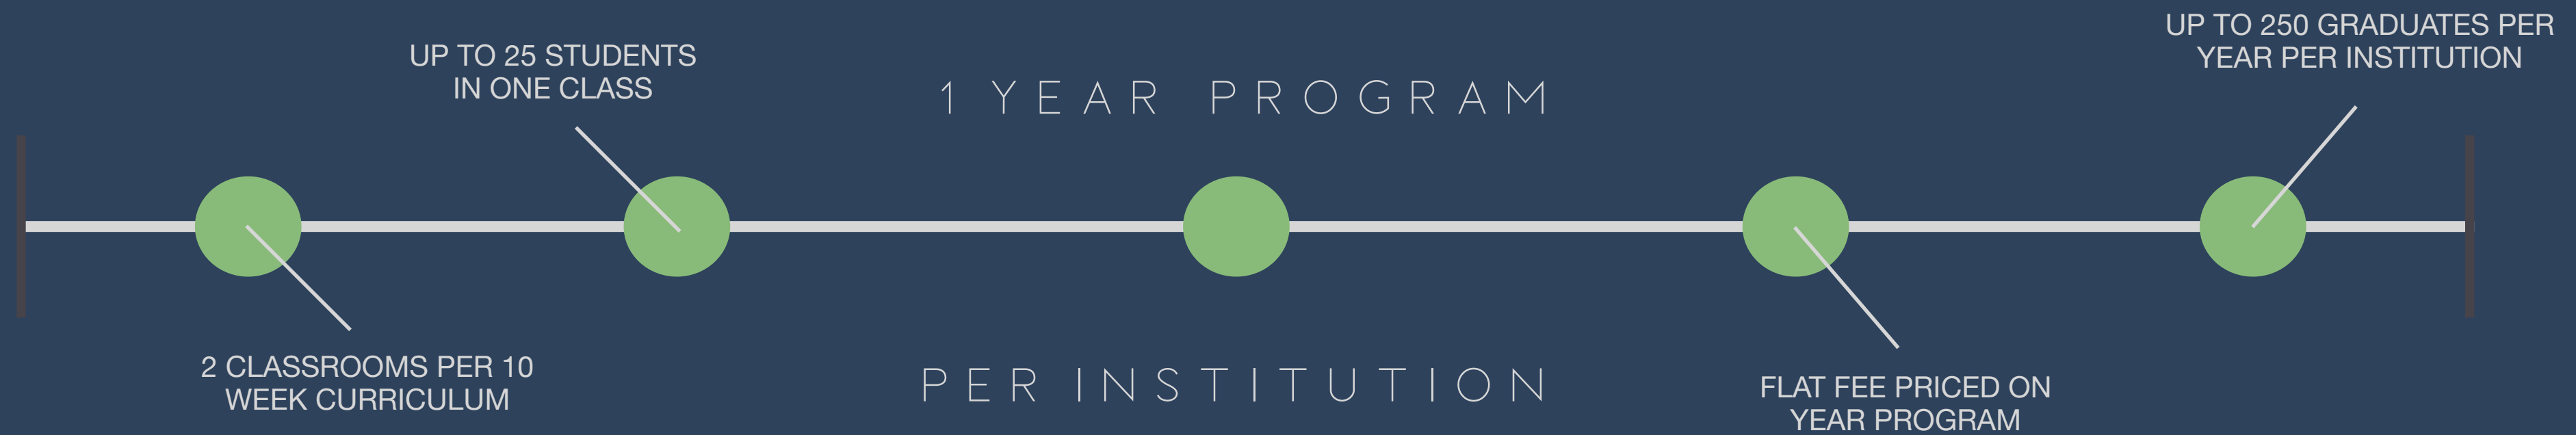 UP TO 25 STUDENTS
IN ONE CLASS
1 YEAR PROGRAM
UP TO 250 GRADUATES PER
YEAR PER INSTITUTION
2 CLASSROOMS PER 10
WEEK CURRICULUM
PER INSTITUTION
FLAT FEE PRICED ON
YEAR PROGRAM